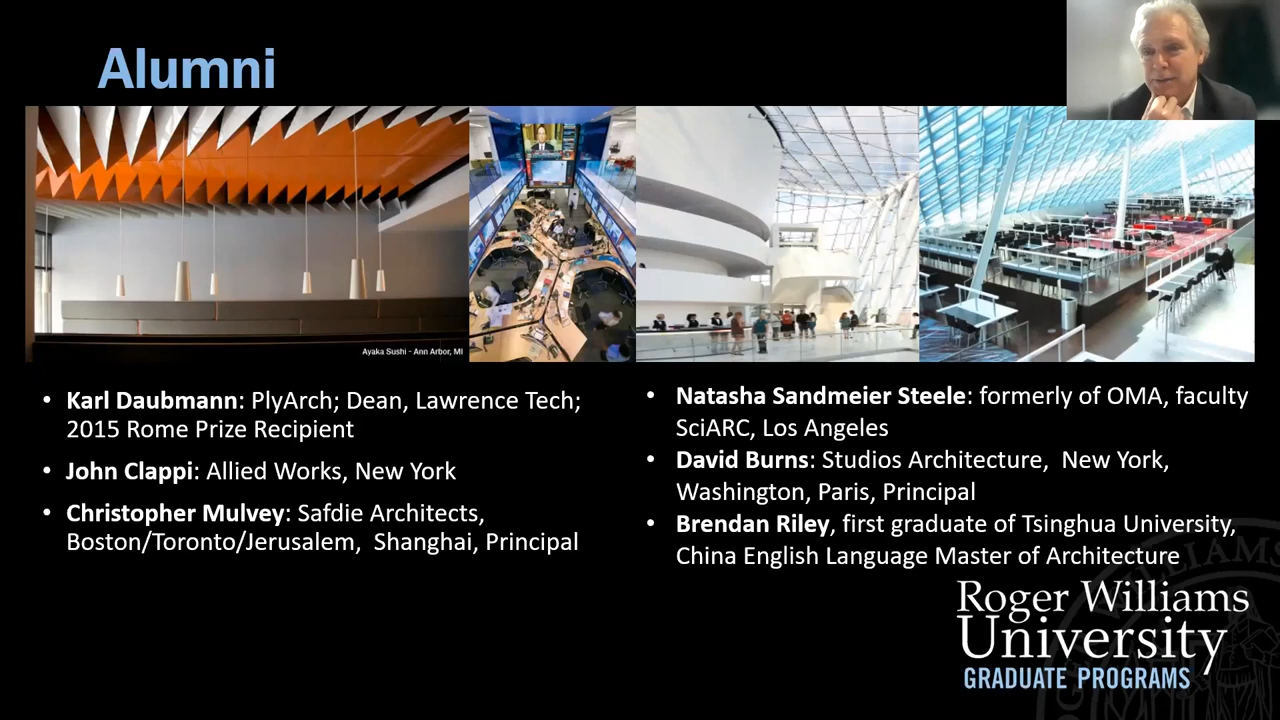 Alumni
Ayaka Sushi - Ann Arbor, MI
• Karl Daubmann: PlyArch; Dean, Lawrence Tech;
2015 Rome Prize Recipient
• John Clappi: Allied Works, New York
• Christopher Mulvey: Safdie Architects,
Boston/Toronto/Jerusalem, Shanghai, Principal
• Natasha Sandmeier Steele: formerly of OMA, faculty
SciARC, Los Angeles
• David Burns: Studios Architecture, New York,
Washington, Paris, Principal
• Brendan Riley, first graduate of Tsinghua University,
China English Language Master of Architecture
Roger Williams
University
GRADUATE PROGRAMS